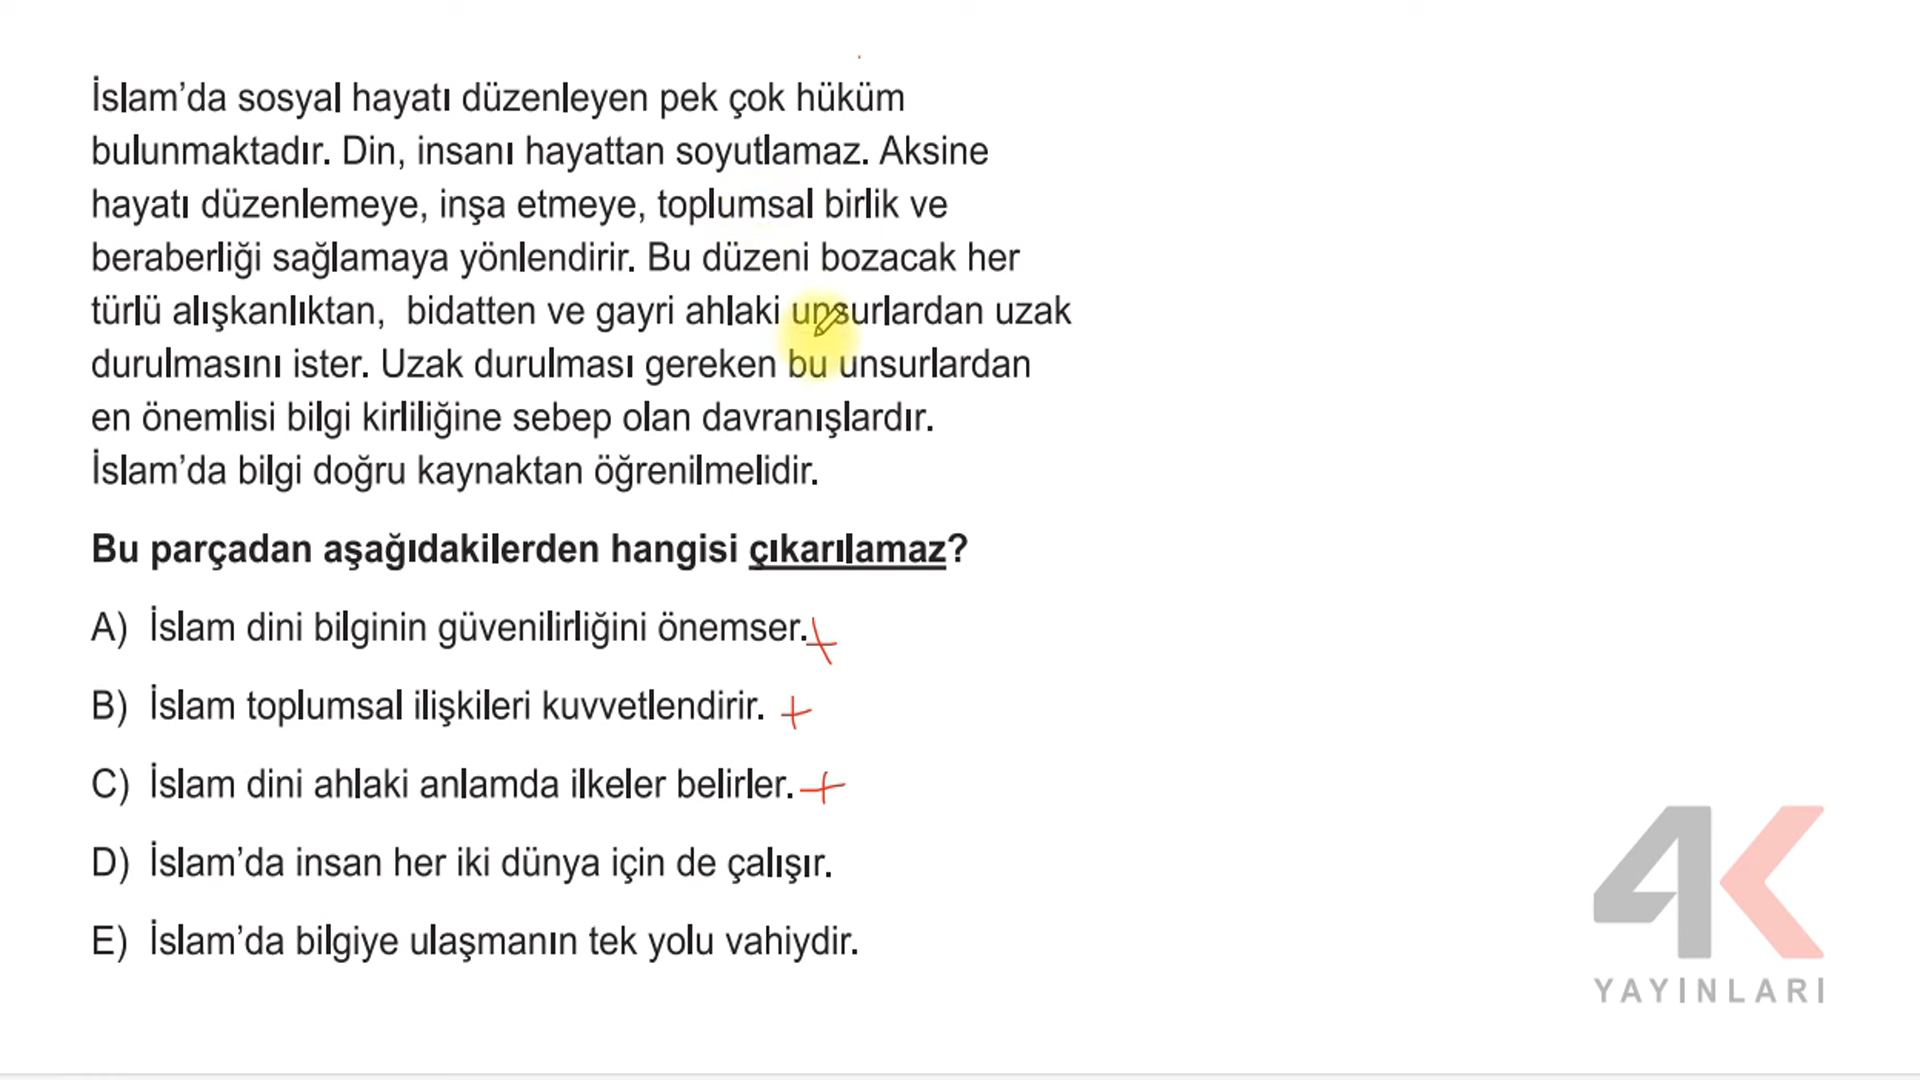 İslam’da sosyal hayatı düzenleyen pek çok hüküm
bulunmaktadır. Din, insanı hayattan soyutlamaz. Aksine
hayatı düzenlemeye, inşa etmeye, toplumsal birlik ve
beraberliği sağlamaya yönlendirir. Bu düzeni bozacak her
türlü alışkanlıktan,  bidatten ve gayri ahlaki unsurlardan uzak
durulmasını ister. Uzak durulması gereken bu unsurlardan
en önemlisi bilgi kirliliğine sebep olan davranışlardır.
İslam’da bilgi doğru kaynaktan öğrenilmelidir.
Bu parçadan aşağıdakilerden hangisi çıkarılamaz?
A) İslam dini bilginin güvenilirliğini önemser. +
B) İslam toplumsal ilişkileri kuvvetlendirir. +
C) İslam dini ahlaki anlamda ilkeler belirler. +
D) İslam’da insan her iki dünya için de çalışır.
E) İslam’da bilgiye ulaşmanın tek yolu vahiydir.
4K
YAYINLARI